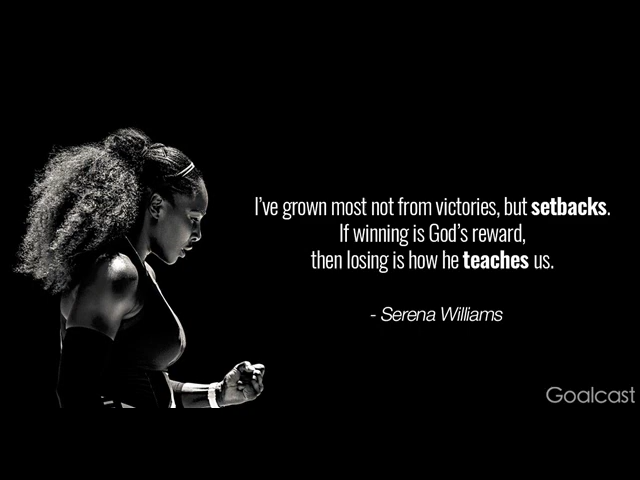 I've grown most not from victories, but setbacks.
If winning is God's reward,
then losing is how he teaches us.
- Serena Williams
Goalcast